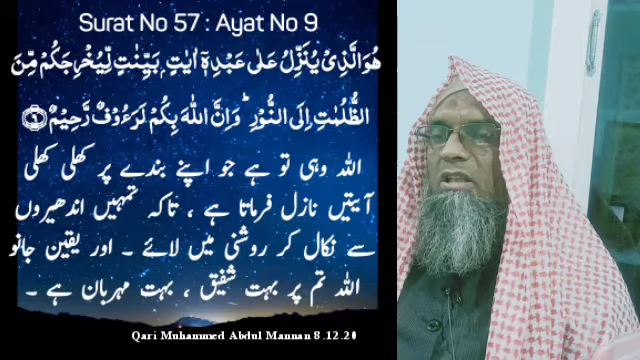 Surat No 57 : Ayat No 9
هُوَ الَّذِیۡ یُنَزِّلُ عَلٰی عَبۡدِہٖۤ اٰیٰتٍۭ بَیِّنٰتٍ لِّیُخۡرِجَکُمۡ مِّنَ
الظُّلُمٰتِ اِلَی النُّوۡرِ ؕ وَ اِنَّ اللّٰہَ بِکُمۡ لَرَءُوۡفٌ رَّحِیۡمٌ ﴿۹﴾
اللہ وہی تو ہے جو اپنے بندے پر کھلی کھلی
آیتیں نازل فرماتا ہے ، تاکہ تمہیں اندھیروں
سے نکال کر روشنی میں لائے ۔ اور یقین جانو
اللہ تم پر بہت شفیق ، بہت مہربان ہے ۔
Qari Muhammed Abdul Mannan 8.12.20